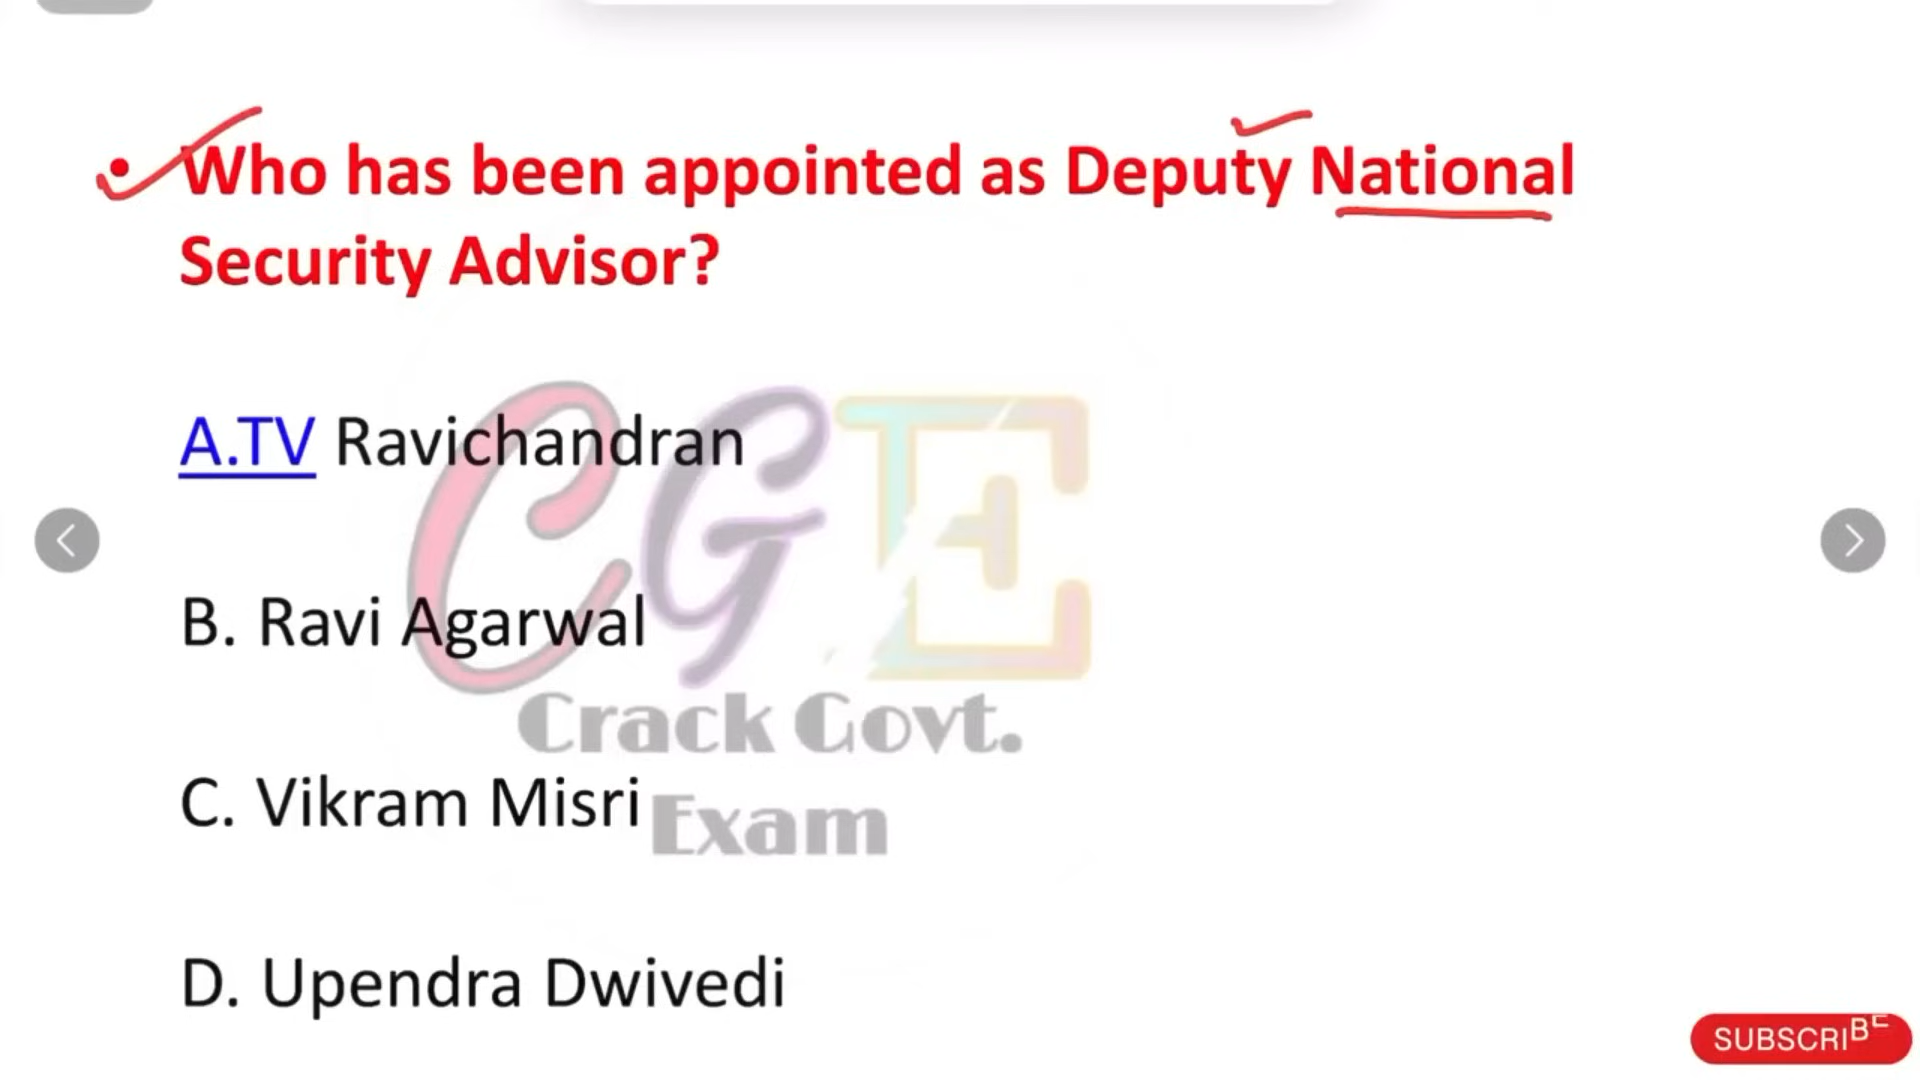 • Who has been appointed as Deputy National
Security Advisor?
A.TV Ravichandran
B. Ravi Agarwal
C. Vikram Misri
D. Upendra Dwivedi
CGE
Crack Govt.
Exam
SUBSCRIBE